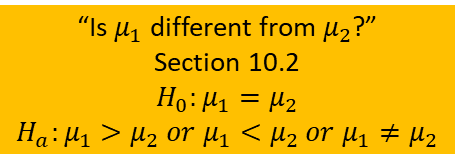 “Is μ₁ different from μ₂?”
Section 10.2
H₀: μ₁ = μ₂
Hₐ: μ₁ > μ₂ or μ₁ < μ₂ or μ₁ ≠ μ₂